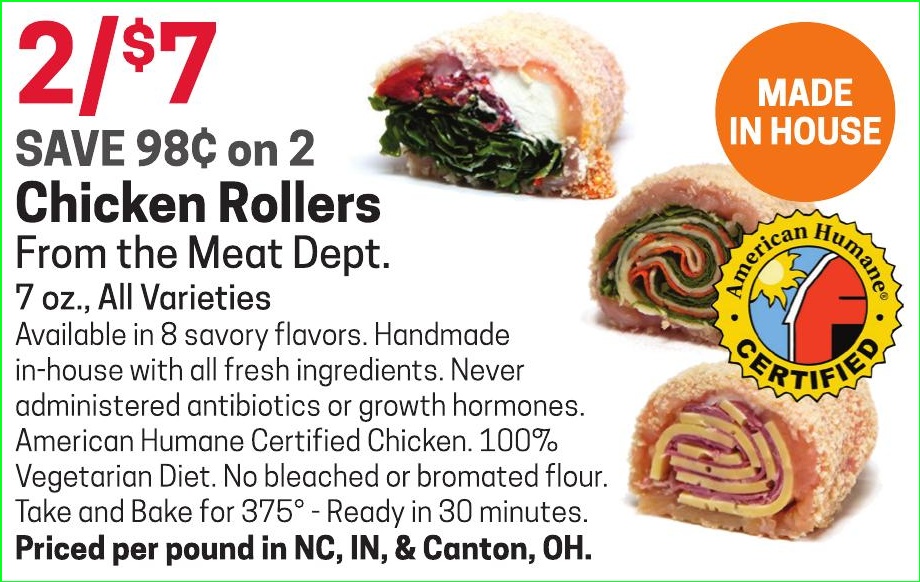 2/$7
SAVE 98¢ on 2
Chicken Rollers
From the Meat Dept.
7 oz., All Varieties
Available in 8 savory flavors. Handmade
in-house with all fresh ingredients. Never
administered antibiotics or growth hormones.
American Humane Certified Chicken. 100%
Vegetarian Diet. No bleached or bromated flour.
Take and Bake for 375° - Ready in 30 minutes.
Priced per pound in NC, IN, & Canton, OH.
MADE
IN HOUSE
American Humane®
CERTIFIED